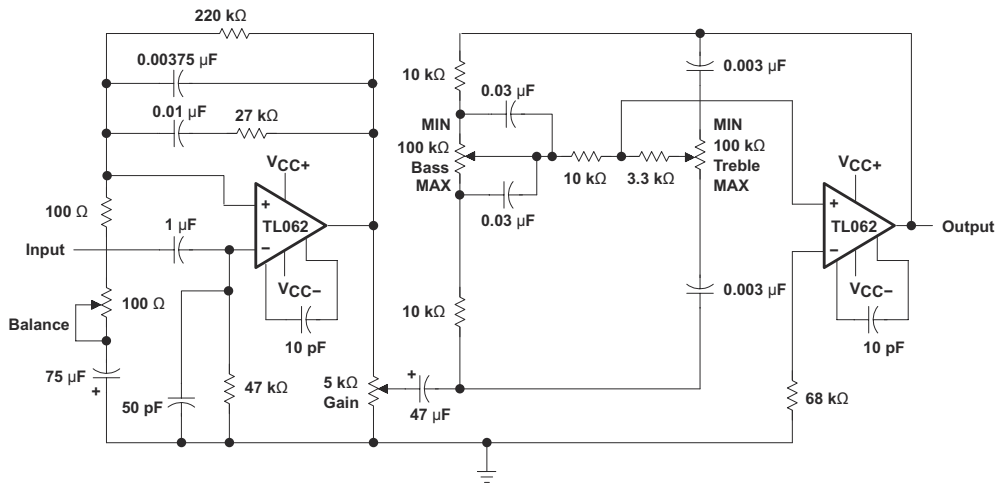 220 kΩ
0.00375 µF
0.01 µF
27 kΩ
VCC+
100 Ω
1 µF
+
TL062
−
Input
VCC−
100 Ω
Balance
10 pF
75 µF
+
50 pF
47 kΩ
5 kΩ
Gain
+
47 µF
10 kΩ
0.03 µF
MIN
100 kΩ
Bass
MAX
0.03 µF
10 kΩ
10 kΩ
3.3 kΩ
0.003 µF
MIN
100 kΩ
Treble
MAX
0.003 µF
VCC+
+
TL062
−
Output
VCC−
10 pF
68 kΩ